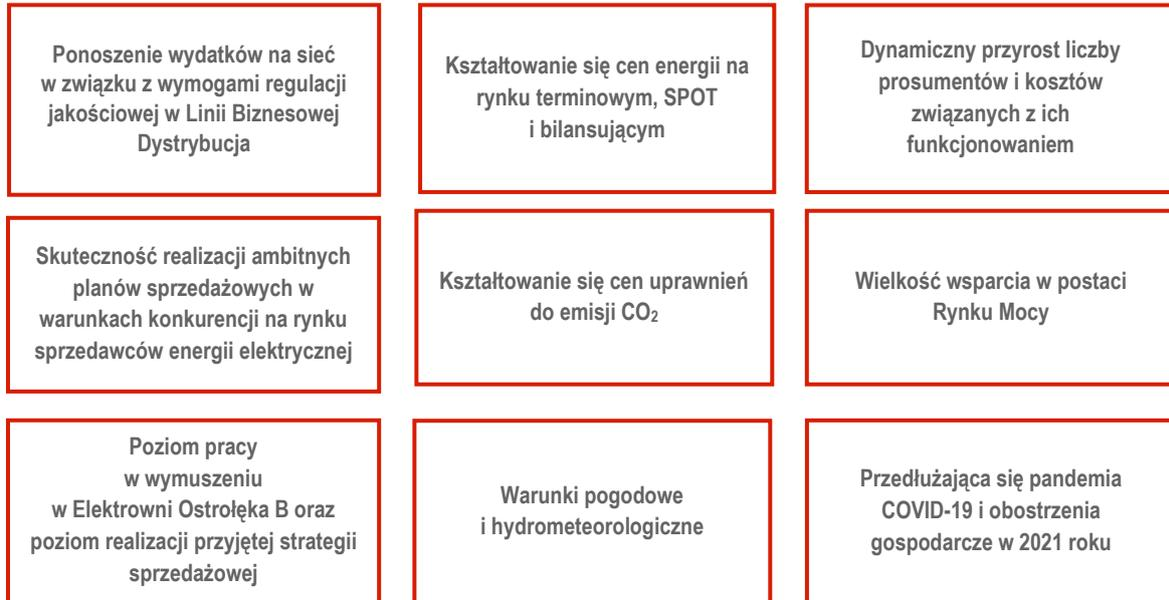 Ponoszenie wydatków na sieć
w związku z wymogami regulacji
jakościowej w Linii Biznesowej
Dystrybucja
Kształtowanie się cen energii na
rynku terminowym, SPOT
i bilansującym
Dynamiczny przyrost liczby
prosumentów i kosztów
związanych z ich
funkcjonowaniem
Skuteczność realizacji ambitnych
planów sprzedażowych w
warunkach konkurencji na rynku
sprzedawców energii elektrycznej
Kształtowanie się cen uprawnień
do emisji CO₂
Wielkość wsparcia w postaci
Rynku Mocy
Poziom pracy
w wymuszeniu
w Elektrowni Ostrołęka B oraz
poziom realizacji przyjętej strategii
sprzedażowej
Warunki pogodowe
i hydrometeorologiczne
Przedłużająca się pandemia
COVID-19 i obostrzenia
gospodarcze w 2021 roku